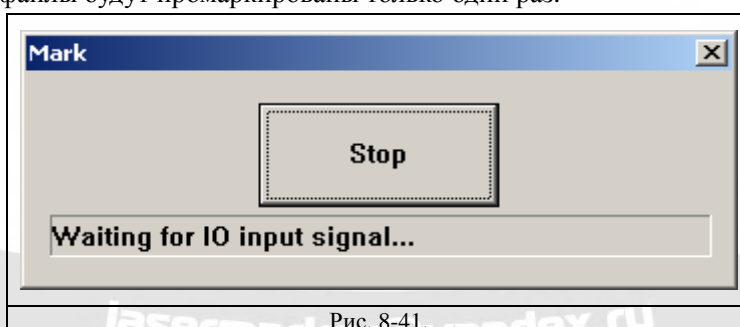 файлы будут промаркированы только один раз.
Mark
Stop
Waiting for IO input signal...
Рис. 8-41.